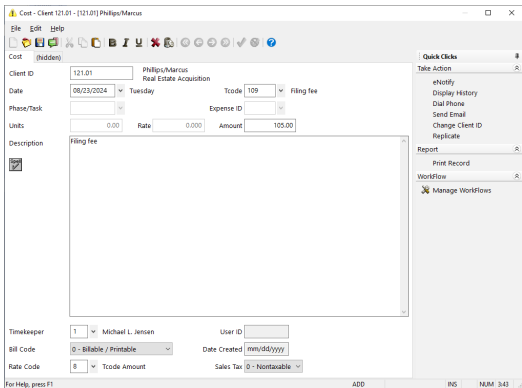 Cost - Client 121.01 - [121.01] Phillips/Marcus
File Edit Help
B I U
Cost (hidden)
Client ID 121.01 Phillips/Marcus
Real Estate Acquisition
Date 08/23/2024 Tuesday Tcode 109 Filing fee
Phase/Task Expense ID
Units 0.00 Rate 0.000 Amount 105.00
Description Filing fee
Timekeeper 1 Michael L. Jensen User ID
Bill Code 0 - Billable / Printable Date Created mm/dd/yyyy
Rate Code 8 Tcode Amount Sales Tax 0 - Nontaxable
Quick Clicks
Take Action
eNotify
Display History
Dial Phone
Send Email
Change Client ID
Replicate
Report
Print Record
WorkFlow
Manage WorkFlows
For Help, press F1 ADD INS NUM 3:43